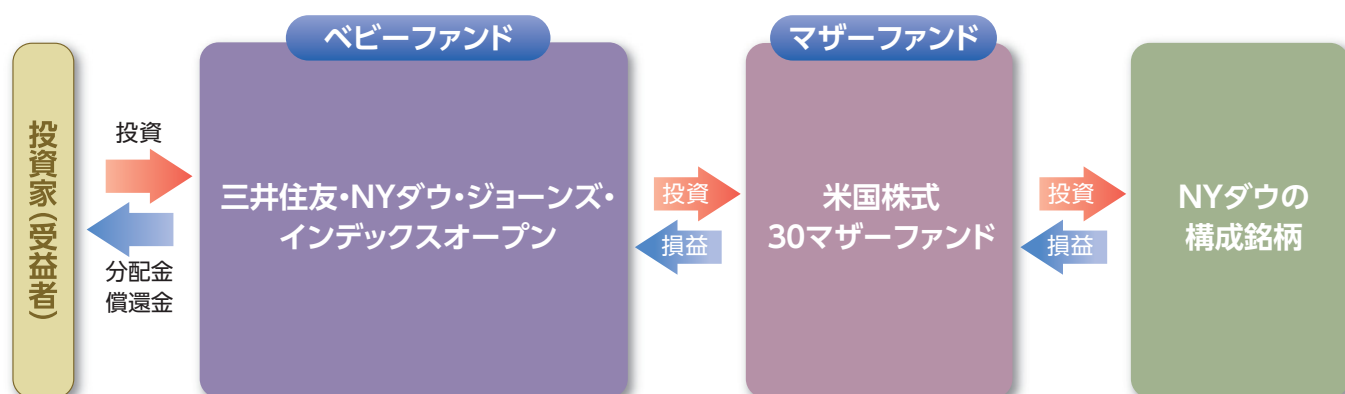 ベビーファンド
マザーファンド
投資家(受益者)
投資
分配金
償還金
三井住友・NYダウ・ジョーンズ・
インデックスオープン
投資
損益
米国株式
30マザーファンド
投資
損益
NYダウの
構成銘柄